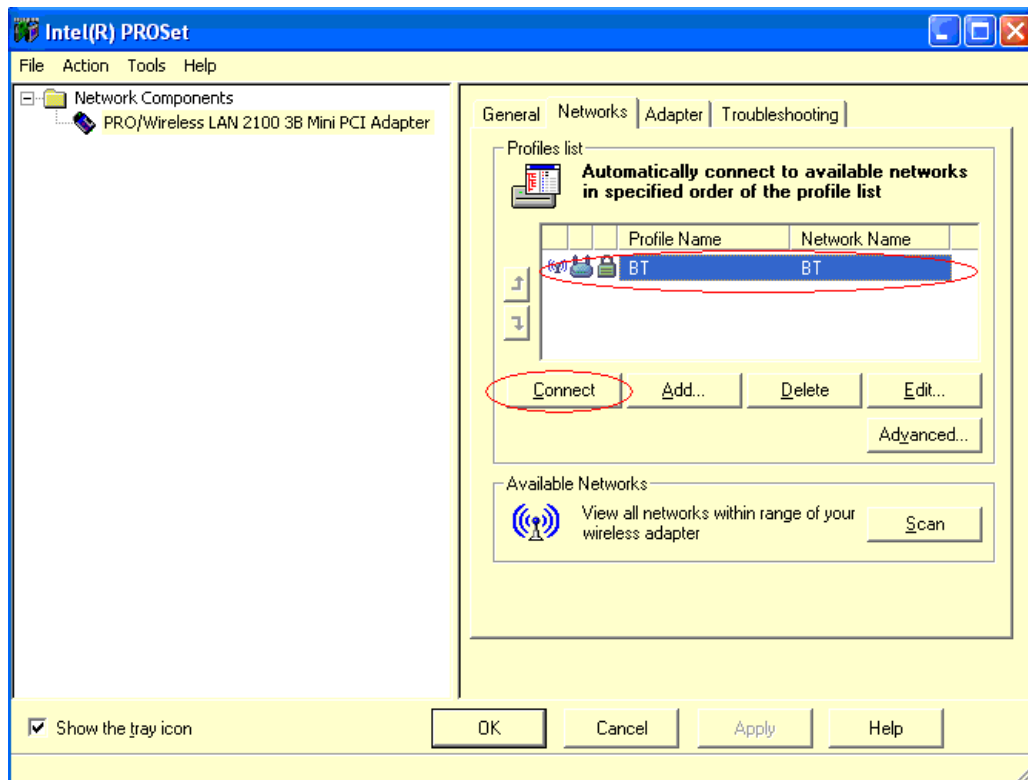 Intel(R) PROSet
File Action Tools Help
Network Components
PRO/Wireless LAN 2100 3B Mini PCI Adapter
General Networks Adapter Troubleshooting
Profiles list
Automatically connect to available networks
in specified order of the profile list
Profile Name Network Name
BT BT
Connect Add... Delete Edit...
Advanced...
Available Networks
View all networks within range of your
wireless adapter
Scan
Show the tray icon
OK Cancel Apply Help